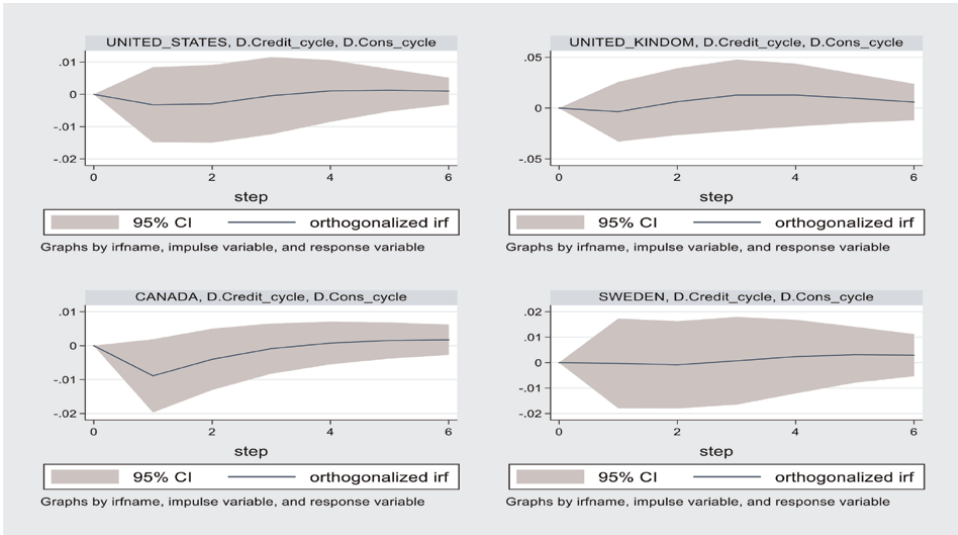 UNITED_STATES, D.Credit_cycle, D.Cons_cycle
.01
0
-.01
-.02
0 2 4 6
step
95% CI orthogonalized irf
Graphs by irfname, impulse variable, and response variable
UNITED_KINDOM, D.Credit_cycle, D.Cons_cycle
.05
0
-.05
0 2 4 6
step
95% CI orthogonalized irf
Graphs by irfname, impulse variable, and response variable
CANADA, D.Credit_cycle, D.Cons_cycle
.01
0
-.01
-.02
0 2 4 6
step
95% CI orthogonalized irf
Graphs by irfname, impulse variable, and response variable
SWEDEN, D.Credit_cycle, D.Cons_cycle
.02
.01
0
-.01
-.02
0 2 4 6
step
95% CI orthogonalized irf
Graphs by irfname, impulse variable, and response variable